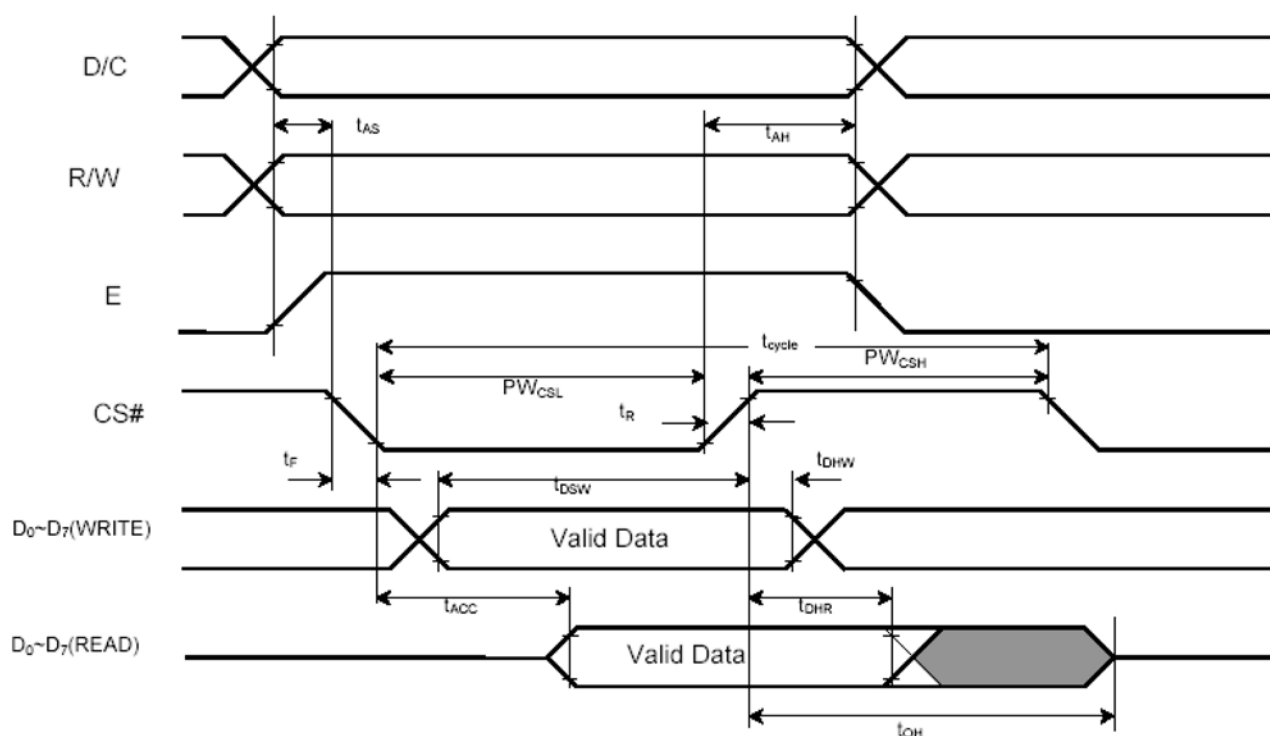 D/C
tAS
tAH
R/W
E
tcycle
PWCSH
PWCSL
CS#
tR
tF
tDHW
tDSW
D0~D7(WRITE)
Valid Data
tACC
tDHR
D0~D7(READ)
Valid Data
tOH